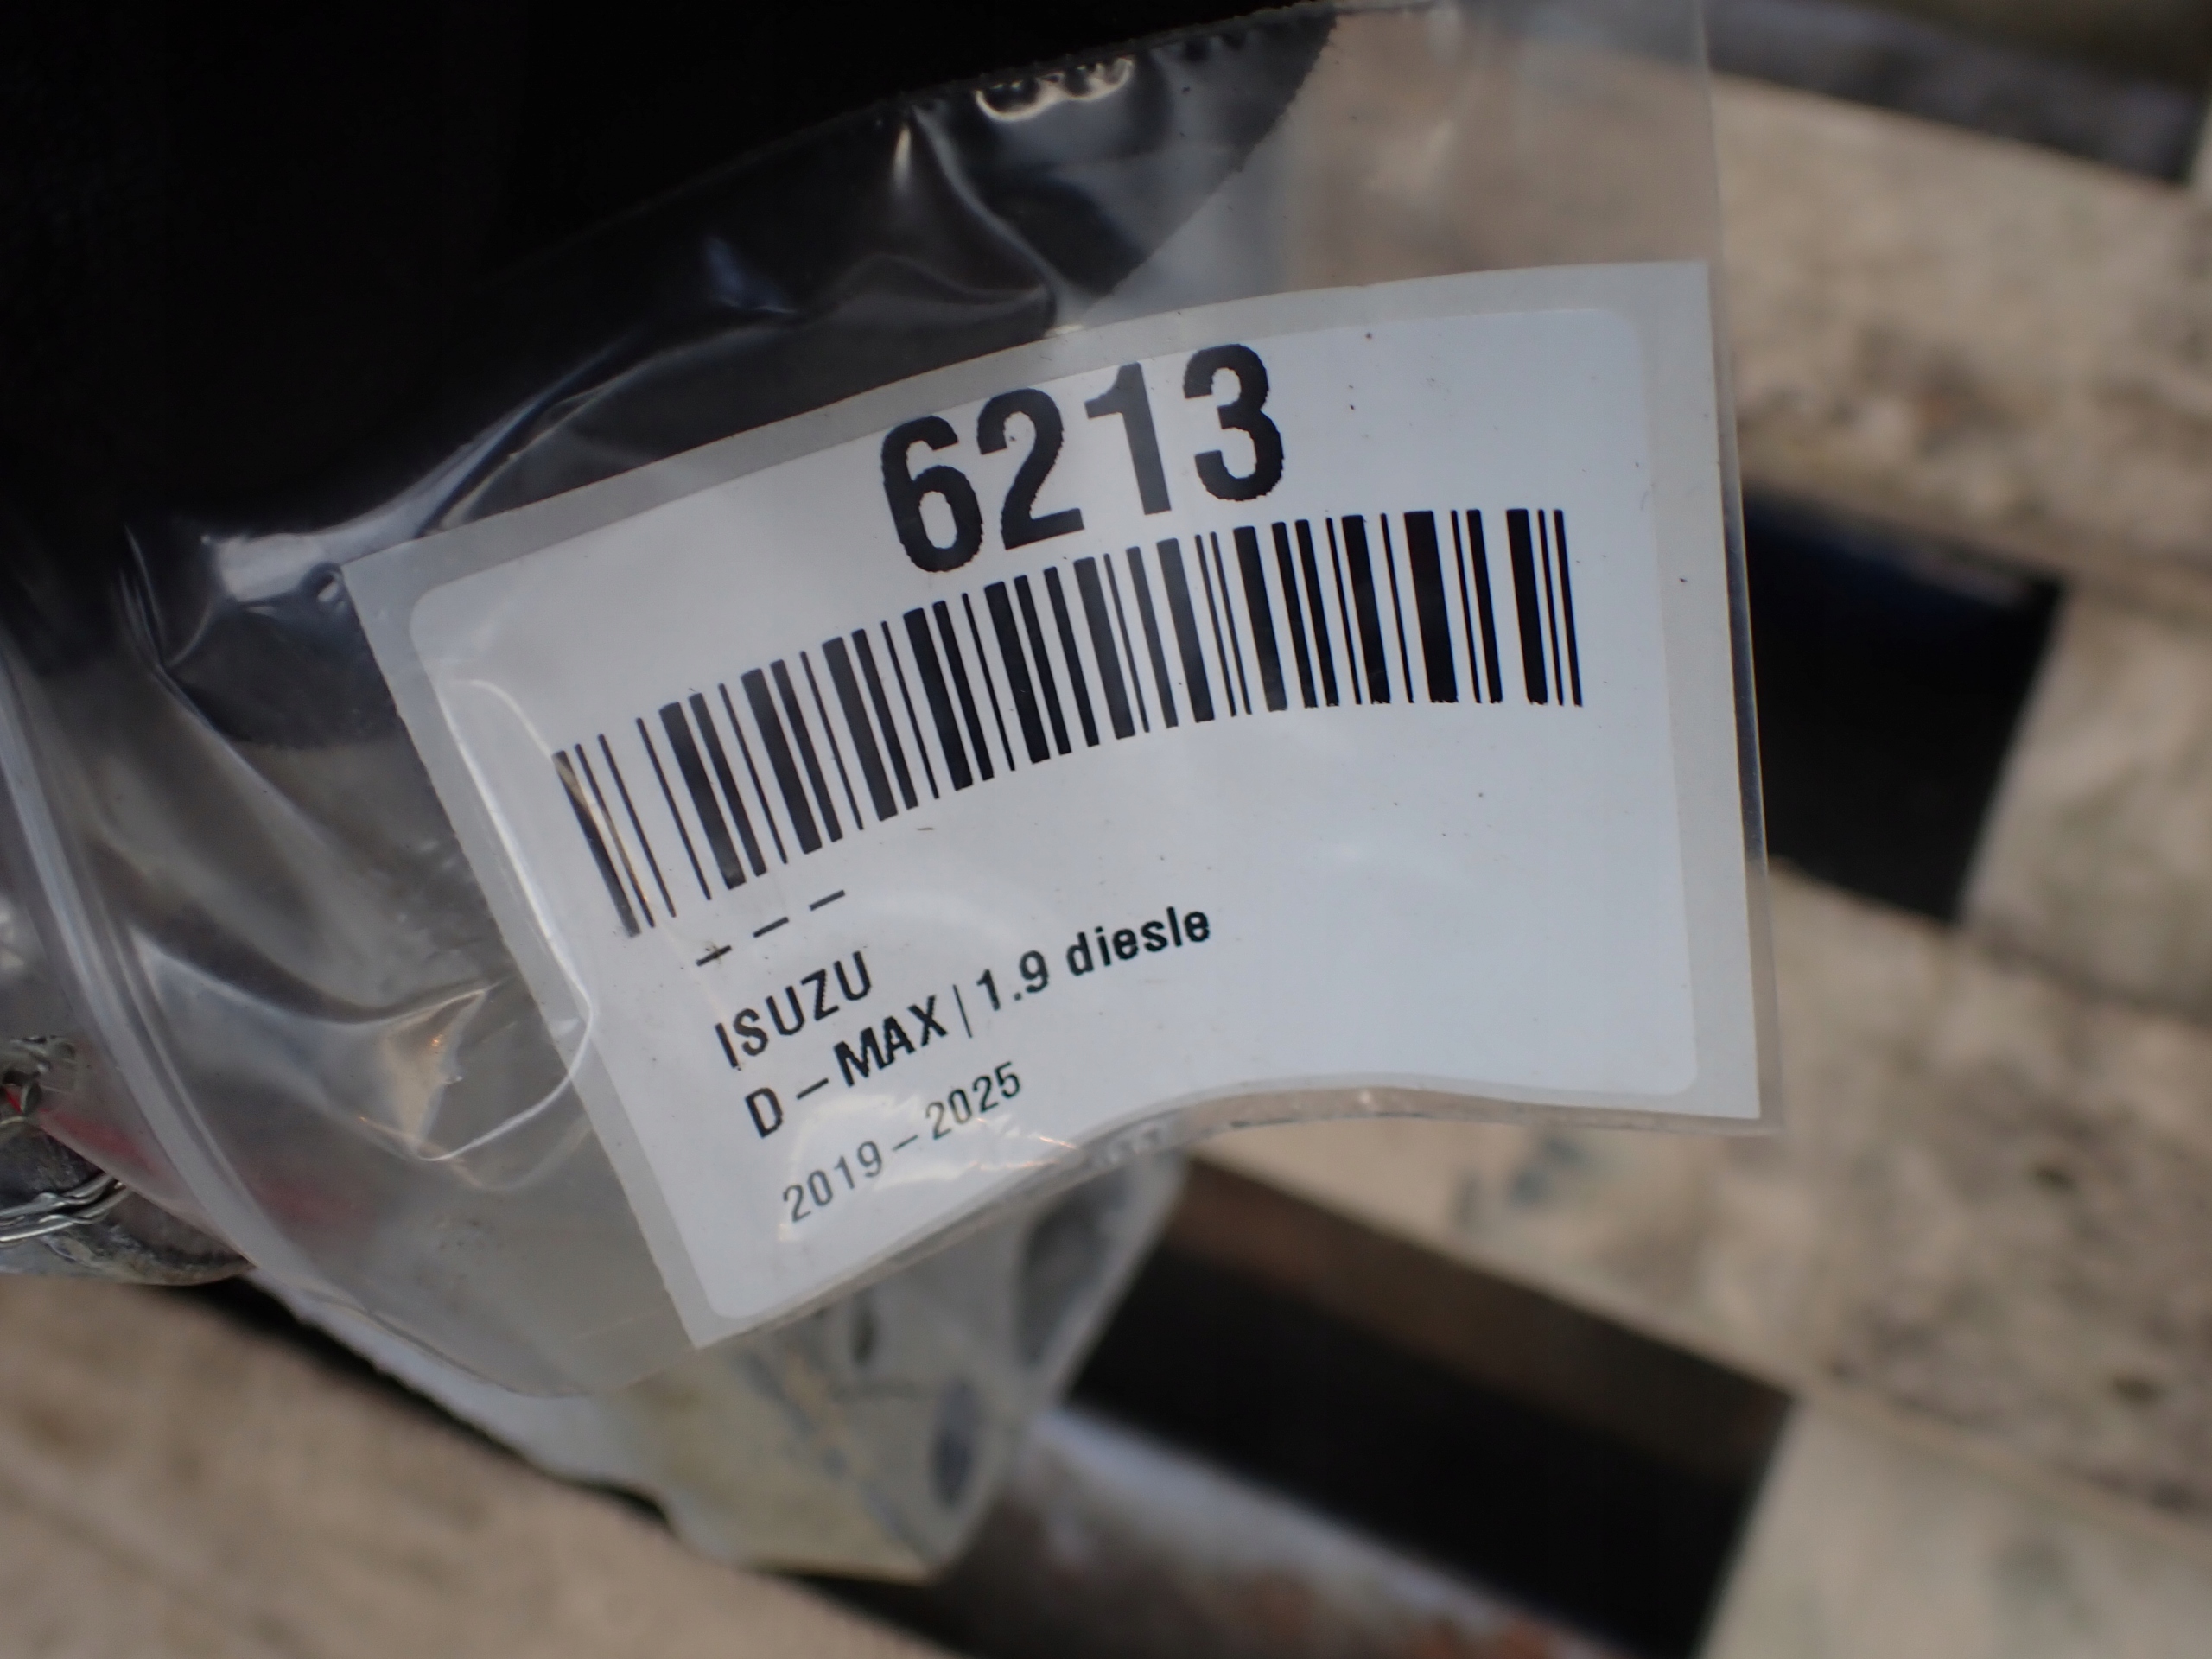 6213
– – –
ISUZU
D-MAX|1.9 diesle
2019-2025